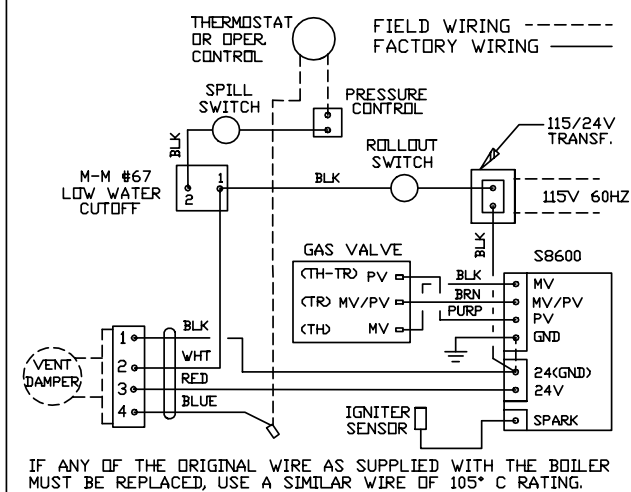 THERMOSTAT
OR OPER.
CONTROL
FIELD WIRING
FACTORY WIRING
SPILL
SWITCH
PRESSURE
CONTROL
BLK
ROLLOUT
SWITCH
115/24V
TRANSF.
M-M #67
LOW WATER
CUTOFF
2
1
BLK
115V 60HZ
BLK
GAS VALVE
(TH-TR) PV
(TR) MV/PV
(TH) MV
BLK
BRN
PURP
S8600
MV
MV/PV
PV
GND
24(GND)
24V
SPARK
VENT
DAMPER
1
2
3
4
BLK
WHT
RED
BLUE
IGNITER
SENSOR
IF ANY OF THE ORIGINAL WIRE AS SUPPLIED WITH THE BOILER
MUST BE REPLACED, USE A SIMILAR WIRE OF 105° C RATING.